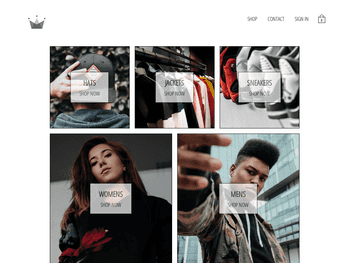 SHOP
CONTACT
SIGN IN
0
HATS
SHOP NOW
JACKETS
SHOP NOW
SNEAKERS
SHOP NOW
WOMENS
SHOP NOW
MENS
SHOP NOW